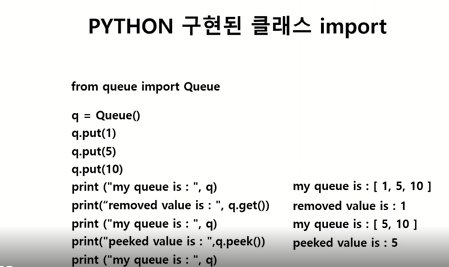 PYTHON 구현된 클래스 import
from queue import Queue
q = Queue()
q.put(1)
q.put(5)
q.put(10)
print ("my queue is : ", q)
print(“removed value is : ", q.get())
print ("my queue is : ", q)
print("peeked value is : ",q.peek())
print ("my queue is : ", q)
my queue is : [ 1, 5, 10 ]
removed value is : 1
my queue is : [ 5, 10 ]
peeked value is : 5